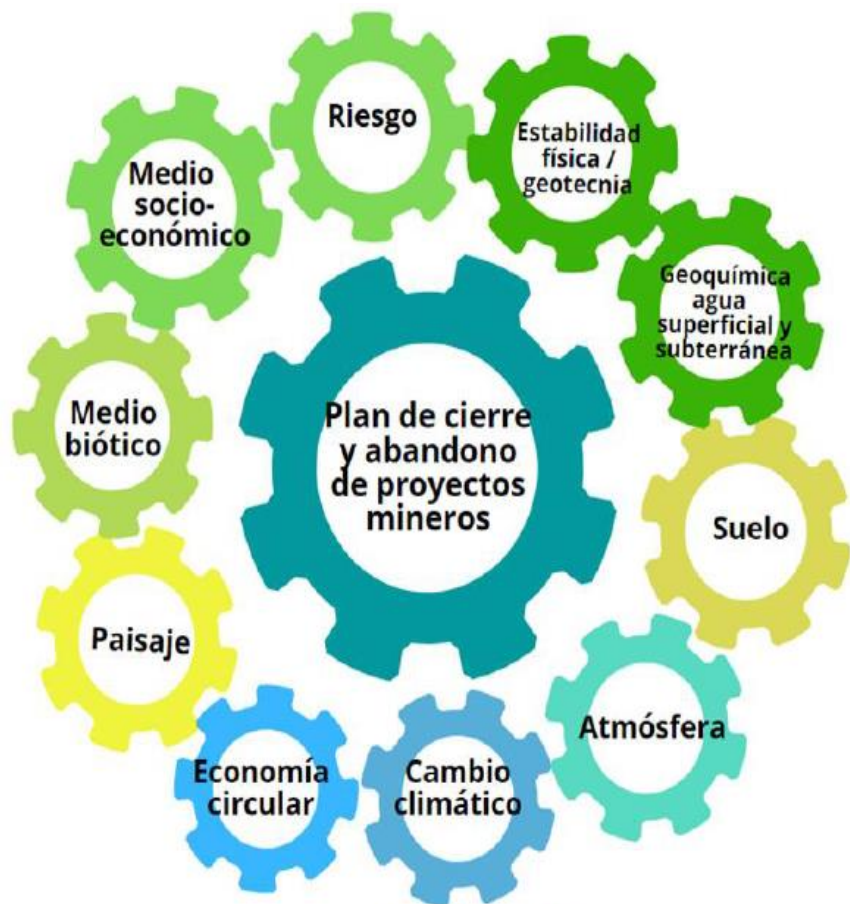 Riesgo
Estabilidad
física /
geotecnia
Geoquímica
agua
superficial y
subterránea
Suelo
Atmósfera
Cambio
climático
Economía
circular
Paisaje
Medio
biótico
Medio
socio-
económico
Plan de cierre
y abandono
de proyectos
mineros